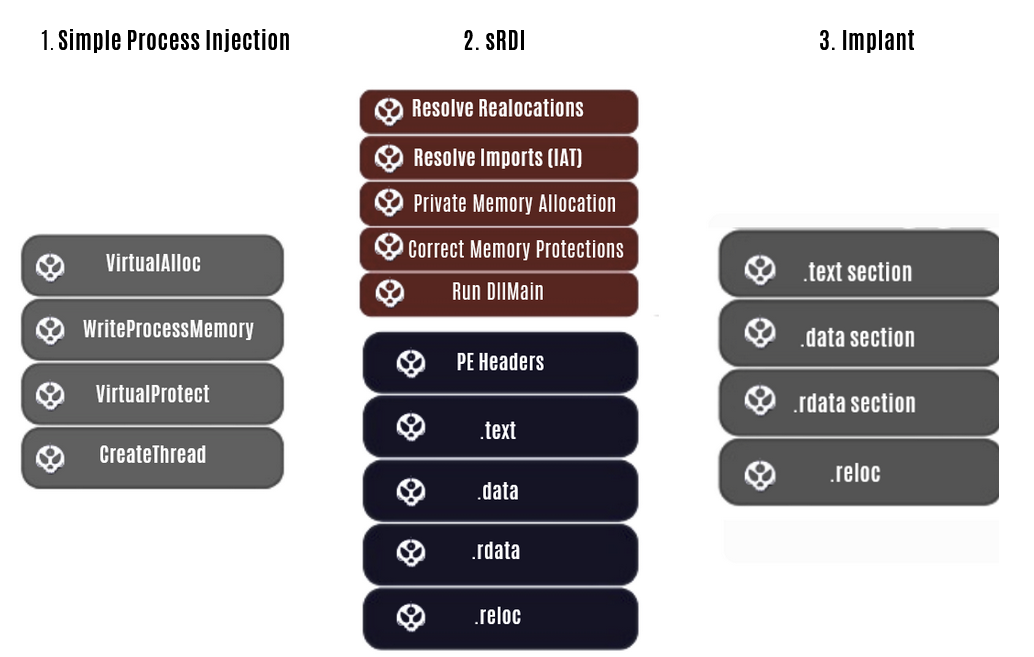 1. Simple Process Injection
VirtualAlloc
WriteProcessMemory
VirtualProtect
CreateThread
2. sRDI
Resolve Realocations
Resolve Imports (IAT)
Private Memory Allocation
Correct Memory Protections
Run DllMain
PE Headers
.text
.data
.rdata
.reloc
3. Implant
.text section
.data section
.rdata section
.reloc